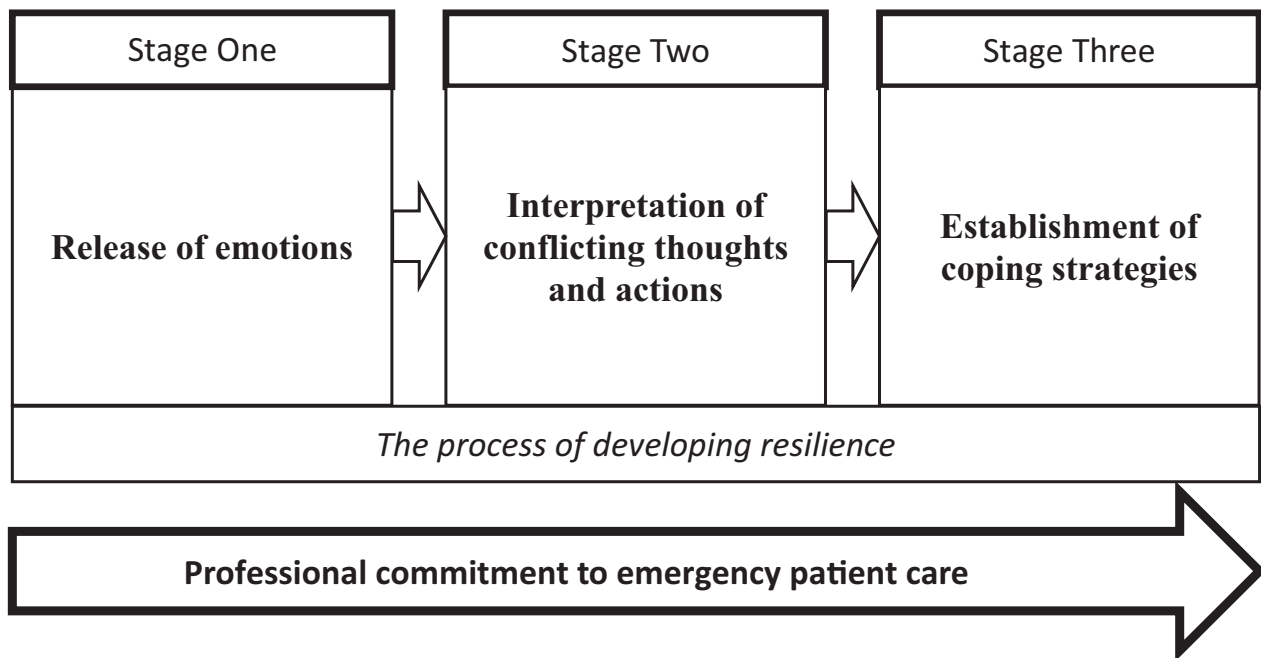 Stage One
Stage Two
Stage Three
Release of emotions
Interpretation of
conflicting thoughts
and actions
Establishment of
coping strategies
The process of developing resilience
Professional commitment to emergency patient care